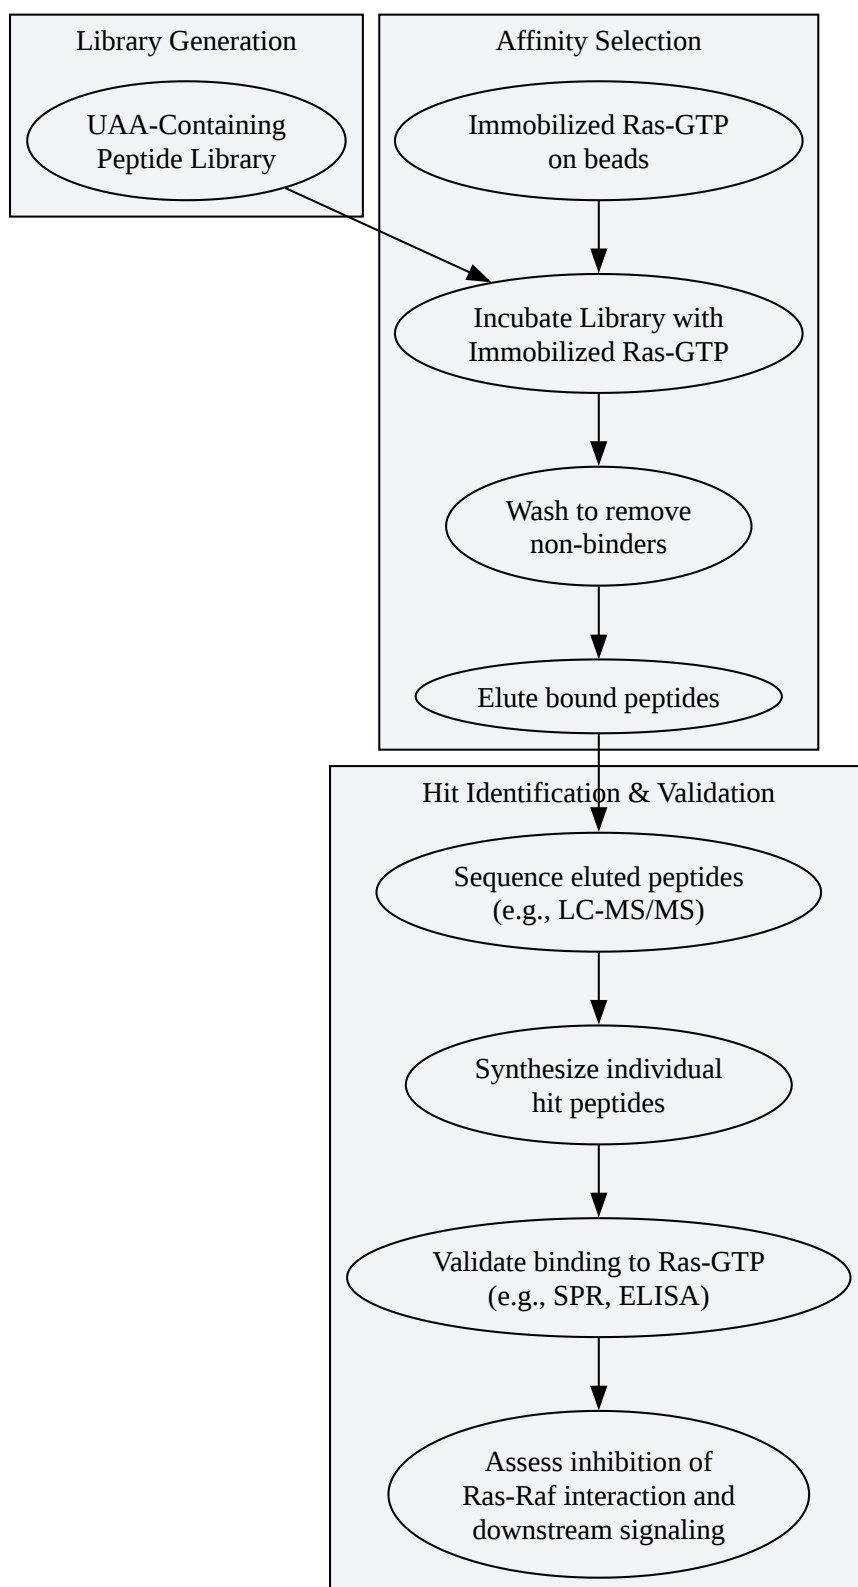 Library Generation
UAA-Containing
Peptide Library
Affinity Selection
Immobilized Ras-GTP
on beads
Incubate Library with
Immobilized Ras-GTP
Wash to remove
non-binders
Elute bound peptides
Hit Identification & Validation
Sequence eluted peptides
(e.g., LC-MS/MS)
Synthesize individual
hit peptides
Validate binding to Ras-GTP
(e.g., SPR, ELISA)
Assess inhibition of
Ras-Raf interaction and
downstream signaling